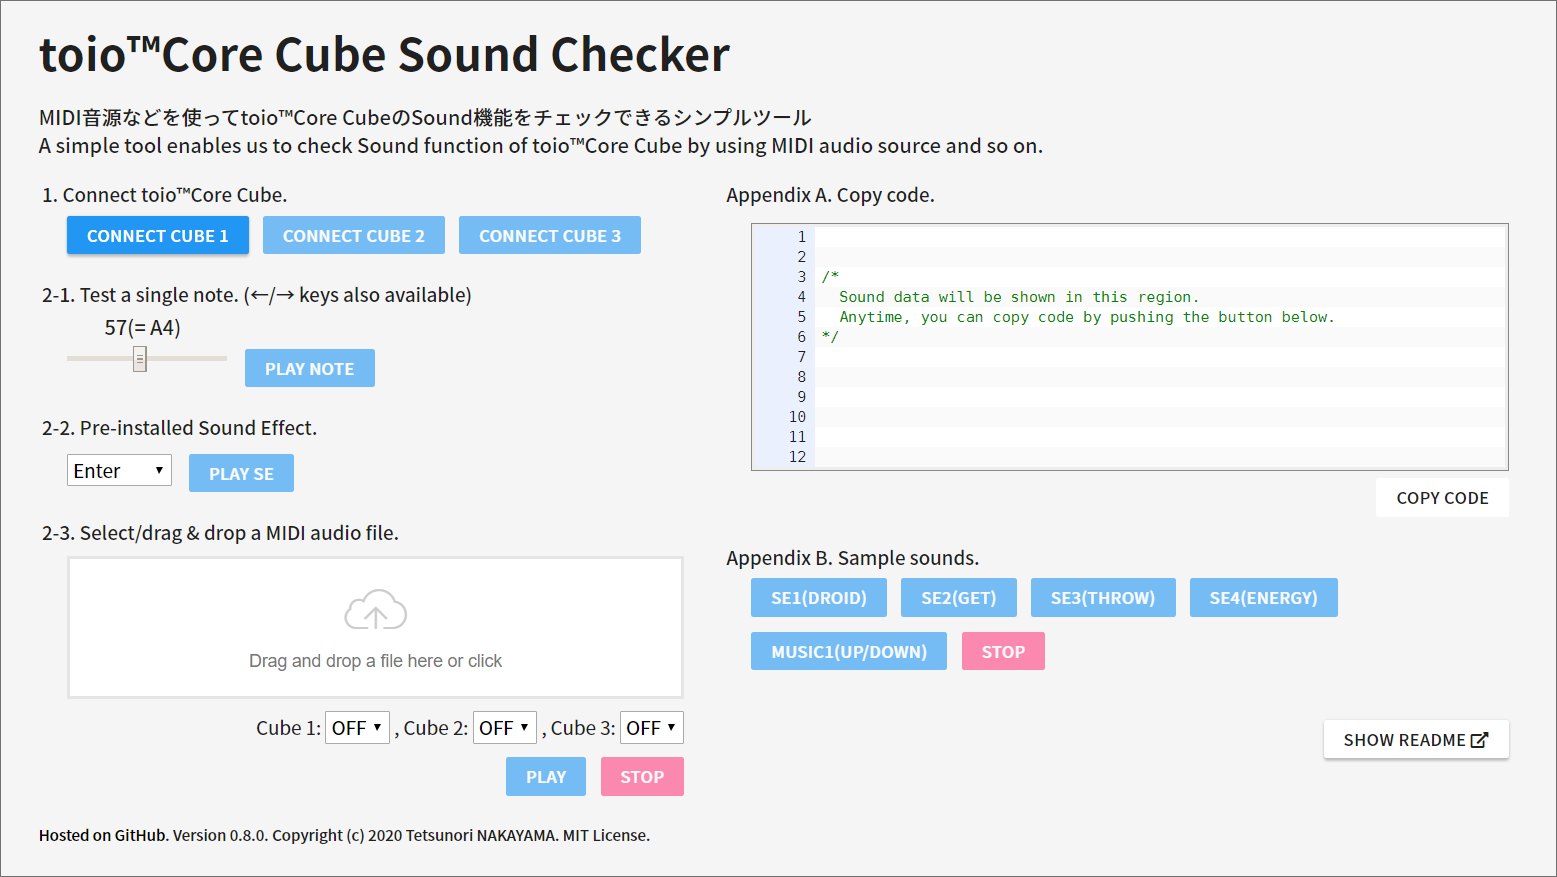 toio™Core Cube Sound Checker
MIDI音源などを使ってtoio™Core CubeのSound機能をチェックできるシンプルツール
A simple tool enables us to check Sound function of toio™Core Cube by using MIDI audio source and so on.
1. Connect toio™Core Cube.
CONNECT CUBE 1
CONNECT CUBE 2
CONNECT CUBE 3
2-1. Test a single note. (←/→ keys also available)
57(= A4)
PLAY NOTE
2-2. Pre-installed Sound Effect.
Enter
PLAY SE
2-3. Select/drag & drop a MIDI audio file.
Drag and drop a file here or click
Cube 1: OFF , Cube 2: OFF , Cube 3: OFF
PLAY
STOP
Appendix A. Copy code.
1
2
3 /*
4 Sound data will be shown in this region.
5 Anytime, you can copy code by pushing the button below.
6 */
7
8
9
10
11
12
COPY CODE
Appendix B. Sample sounds.
SE1(DROID)
SE2(GET)
SE3(THROW)
SE4(ENERGY)
MUSIC1(UP/DOWN)
STOP
SHOW README
Hosted on GitHub. Version 0.8.0. Copyright (c) 2020 Tetsunori NAKAYAMA. MIT License.